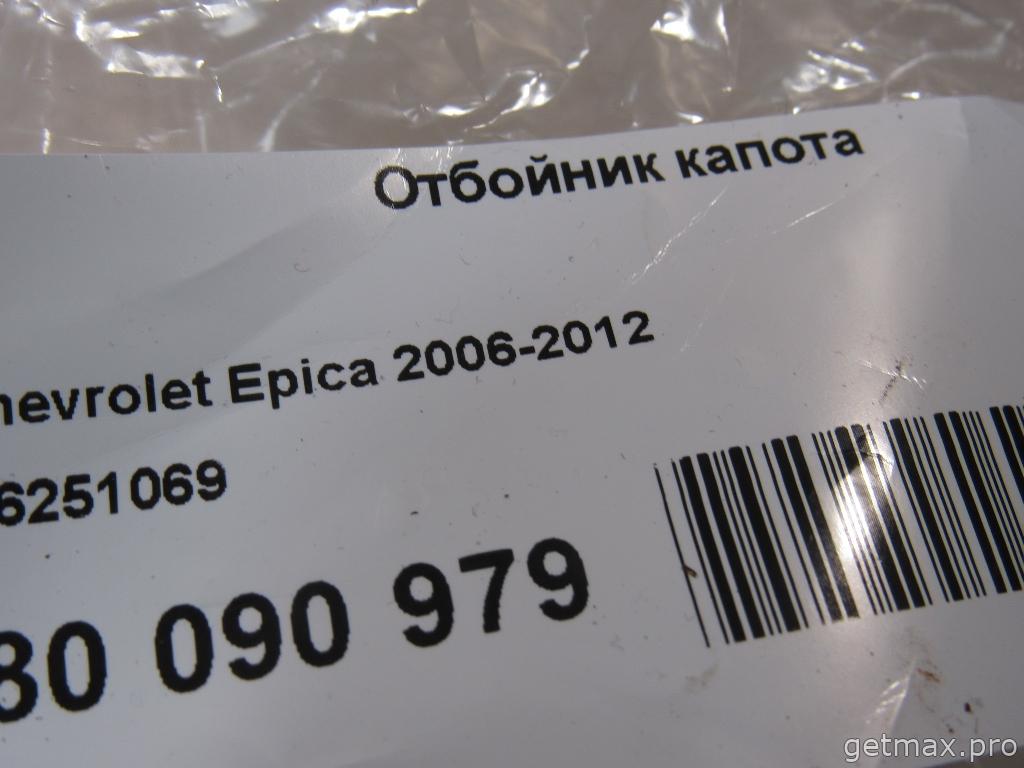 Отбойник капота
hevrolet Epica 2006-2012
6251069
80 090 979
getmax.pro